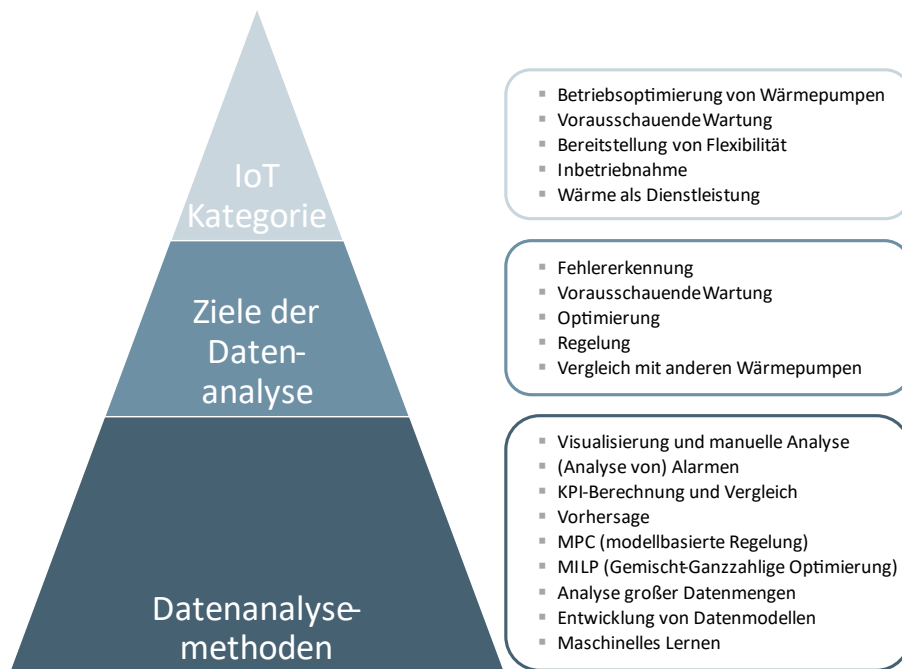 IoT
Kategorie
Betriebsoptimierung von Wärmepumpen
Vorausschauende Wartung
Bereitstellung von Flexibilität
Inbetriebnahme
Wärme als Dienstleistung
Ziele der
Daten-
analyse
Fehlererkennung
Vorausschauende Wartung
Optimierung
Regelung
Vergleich mit anderen Wärmepumpen
Datenanalyse-
methoden
Visualisierung und manuelle Analyse
(Analyse von) Alarmen
KPI-Berechnung und Vergleich
Vorhersage
MPC (modellbasierte Regelung)
MILP (Gemischt-Ganzzahlige Optimierung)
Analyse großer Datenmengen
Entwicklung von Datenmodellen
Maschinelles Lernen